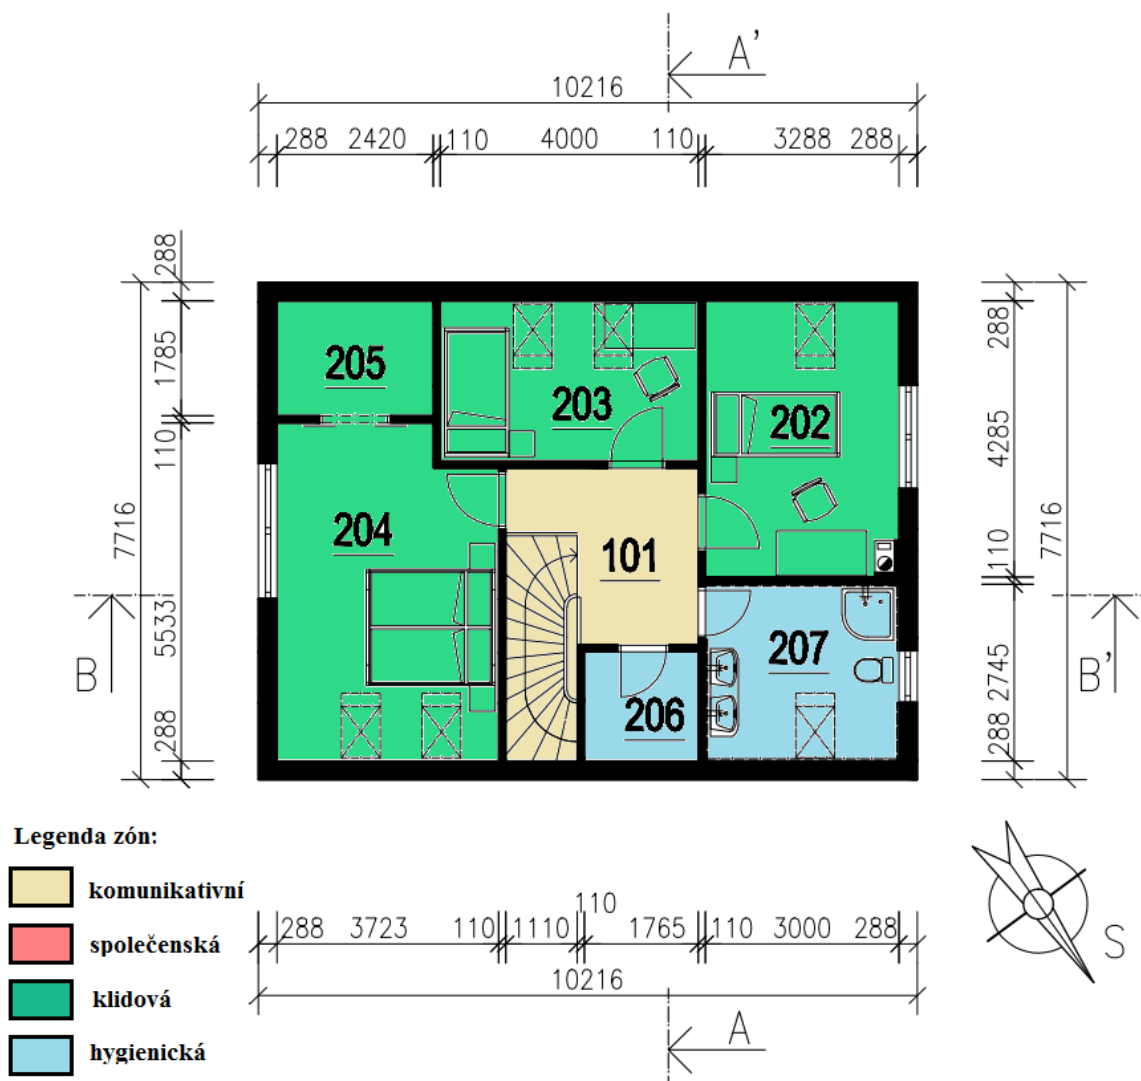 A'
10216
288 2420 110 4000 110 3288 288
288
1785
110
5533
288
7716
288
4285
110
2745
288
7716
205
203
202
204
101
207
206
B
B'
Legenda zón:
komunikativní
společenská
klidová
hygienická
110
288 3723 110 1110 1765 110 3000 288
10216
A
S